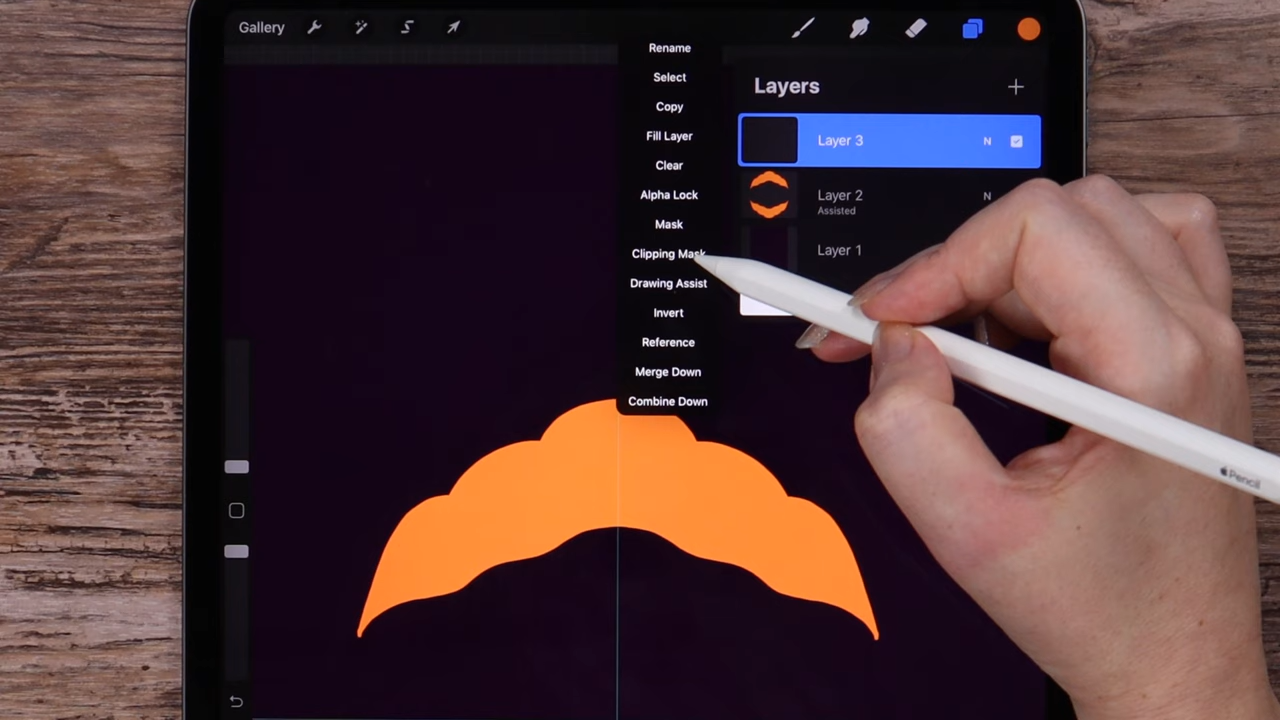 Gallery
Rename
Select
Copy
Fill Layer
Clear
Alpha Lock
Mask
Clipping Mask
Drawing Assist
Invert
Reference
Merge Down
Combine Down
Layers
Layer 3
N
Layer 2
N
Assisted
Layer 1
Pencil